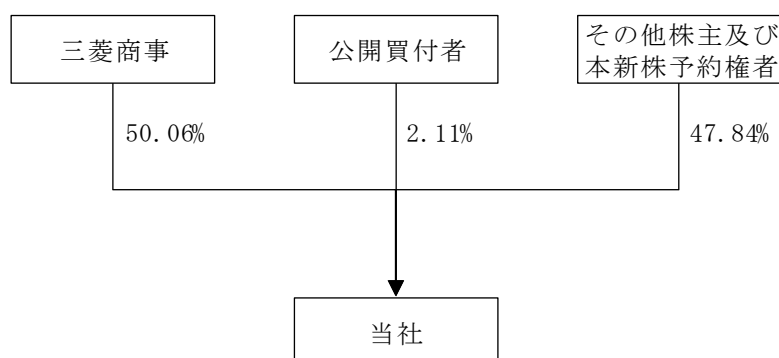 三菱商事
公開買付者
その他株主及び
本新株予約権者
50.06%
2.11%
47.84%
当社